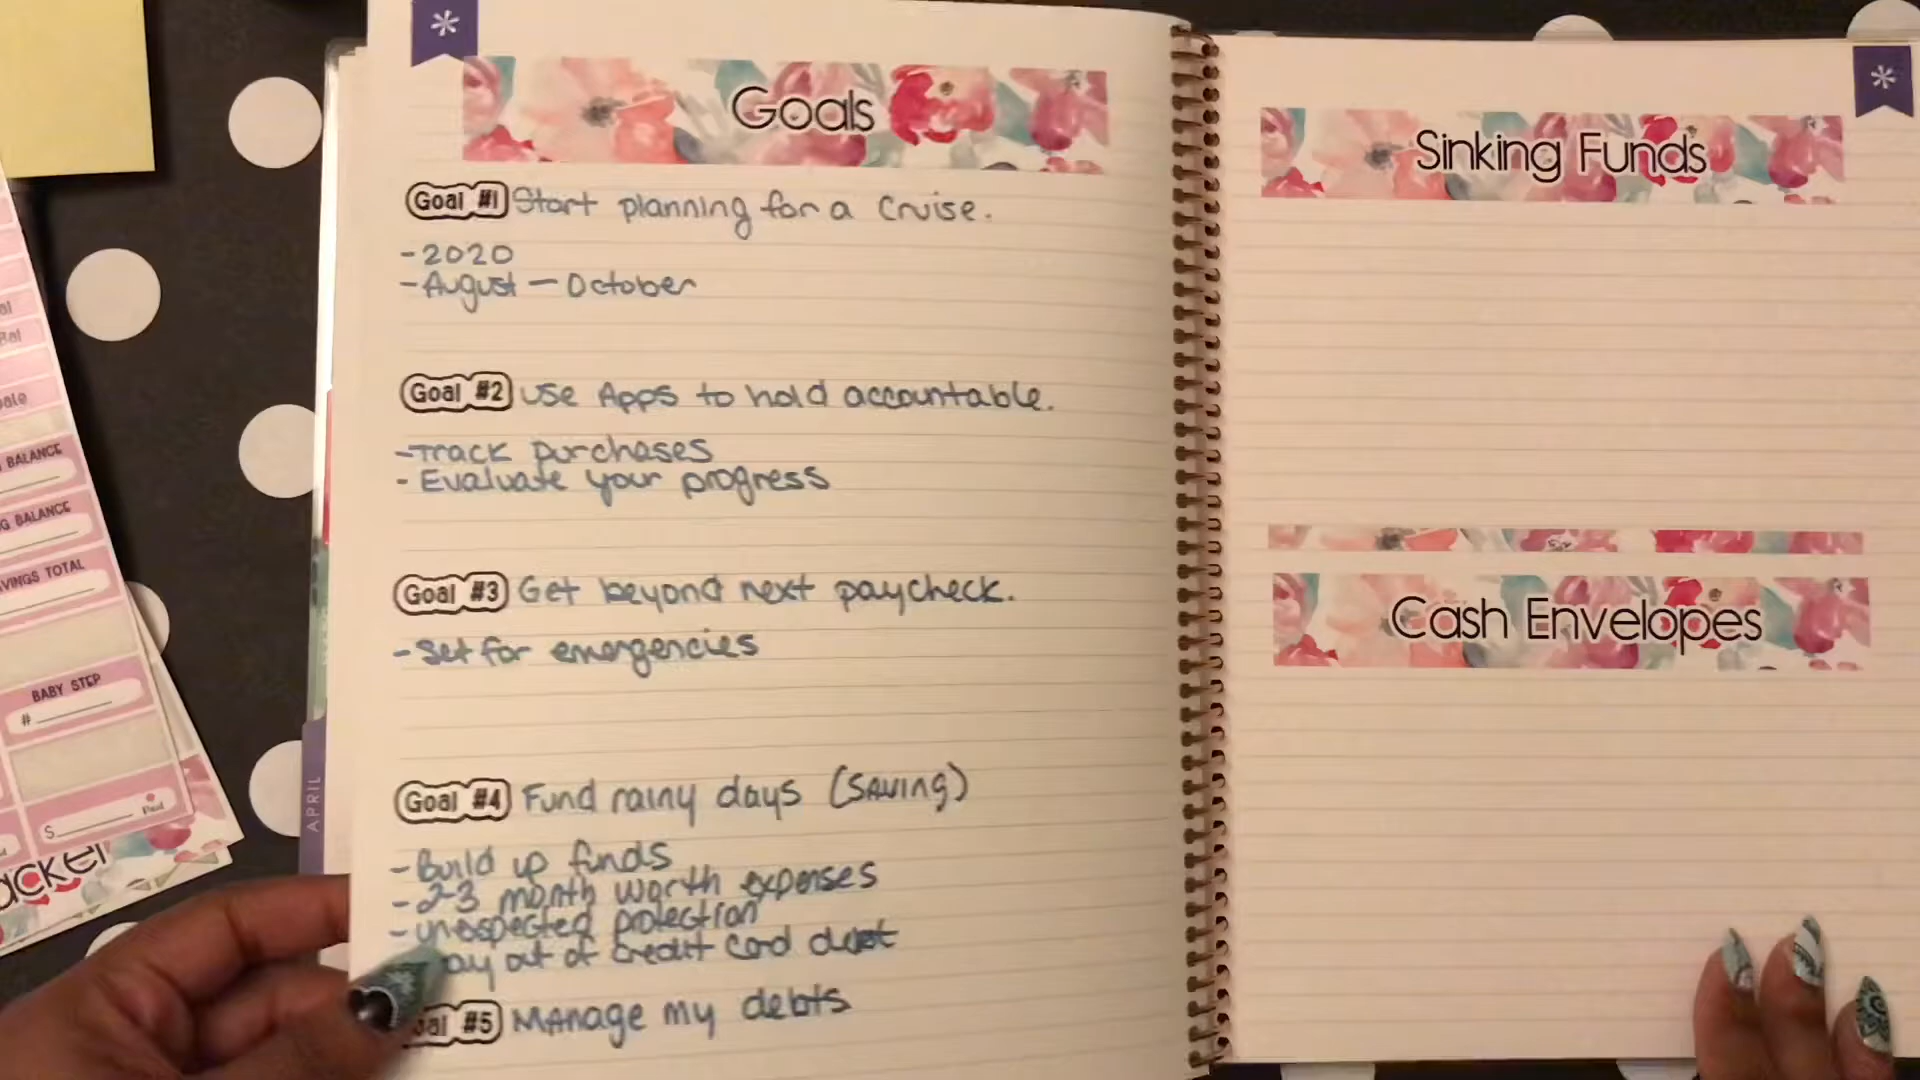 *
Goals
Goal #1 Start planning for a cruise.
- 2020
- August - October
Goal #2 Use Apps to hold accountable.
- Track purchases
- Evaluate your progress
Goal #3 Get beyond next paycheck.
- Set for emergencies
Goal #4 Fund rainy days (SAVing)
- Build up funds
- 2-3 month worth expenses
- unexpected protection
out of credit card debt
#5 Manage my debts
*
Sinking Funds
Cash Envelopes
APRIL
BALANCE
BALANCE
TOTAL
BABY STEP
#
$ Paid